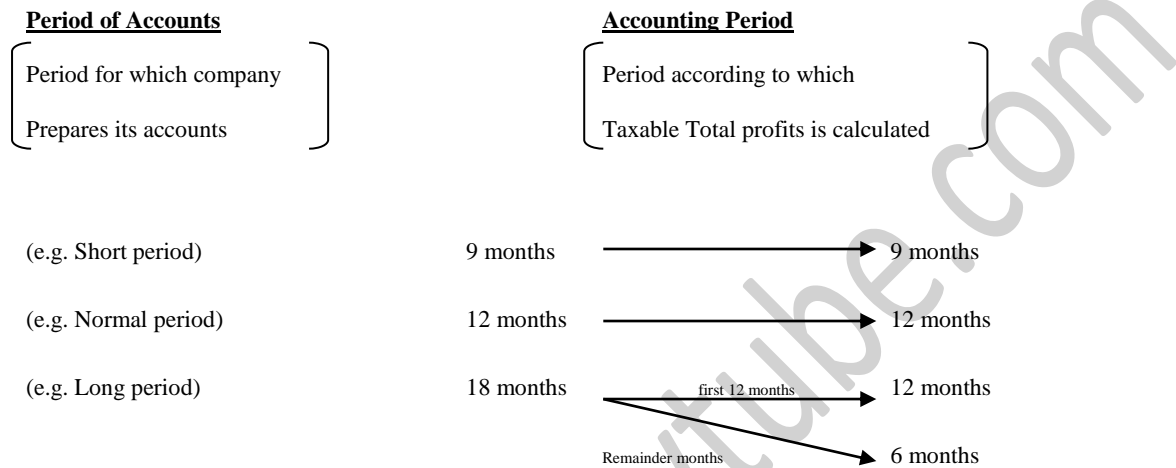 Period of Accounts
Accounting Period
Period for which company
Prepares its accounts
Period according to which
Taxable Total profits is calculated
(e.g. Short period) 9 months 9 months
(e.g. Normal period) 12 months 12 months
(e.g. Long period) 18 months first 12 months 12 months
Remainder months 6 months
tube.com